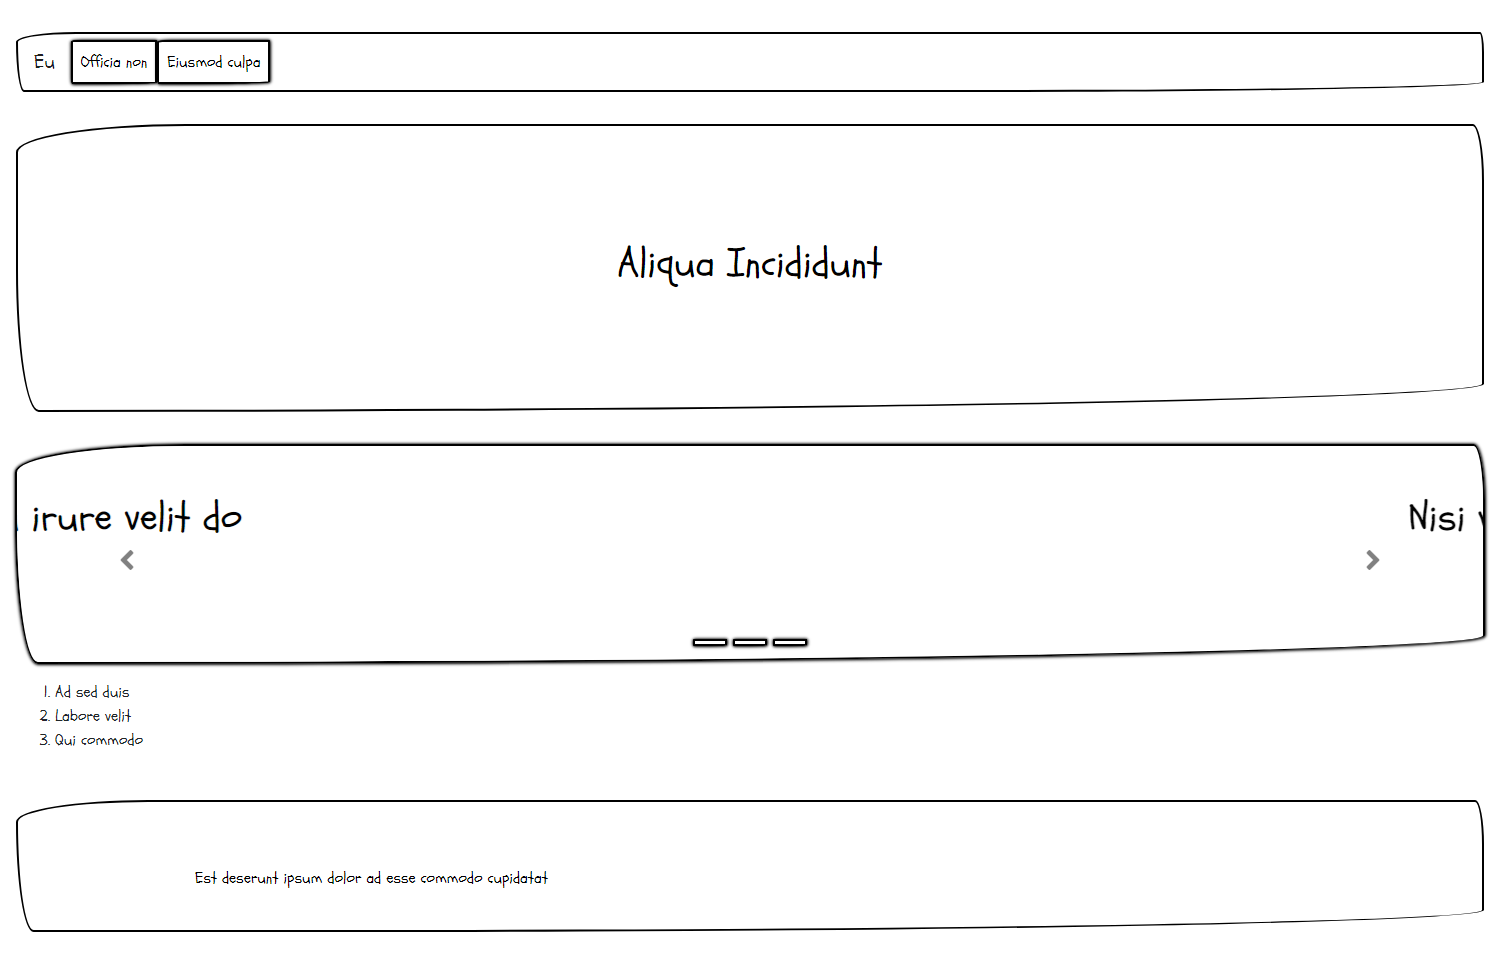 Eu Officia non Eiusmod culpa
Aliqua Incididunt
irure velit do
Nisi
1. Ad sed duis
2. Labore velit
3. Qui commodo
Est deserunt ipsum dolor ad esse commodo cupidatat